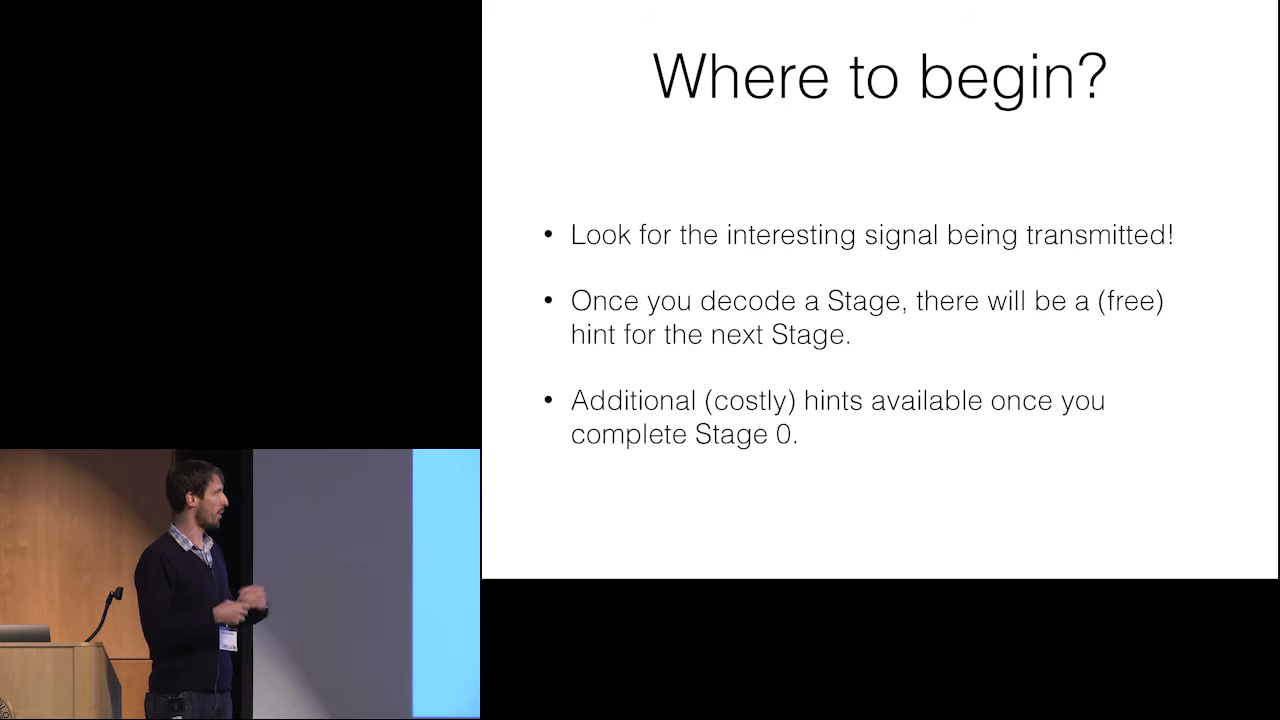 Where to begin?
• Look for the interesting signal being transmitted!
• Once you decode a Stage, there will be a (free)
hint for the next Stage.
• Additional (costly) hints available once you
complete Stage 0.